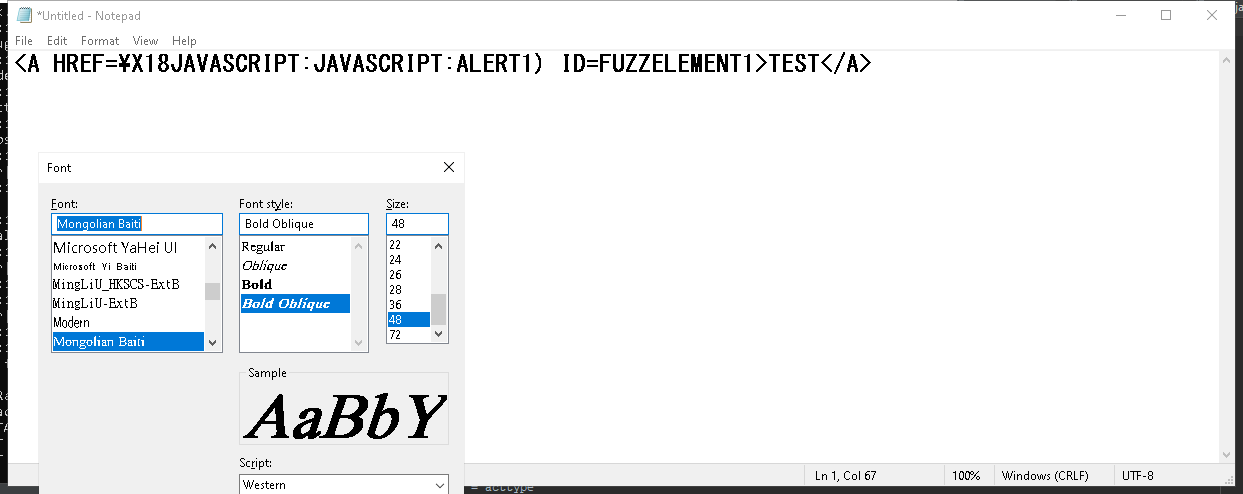 *Untitled - Notepad
File Edit Format View Help
<A HREF=¥X18JAVASCRIPT:JAVASCRIPT:ALERT1) ID=FUZZELEMENT1>TEST</A>
Font
Font: Font style: Size:
Mongolian Baiti Bold Oblique 48
Microsoft YaHei UI
Microsoft Yi Baiti
MingLiU_HKSCS-ExtB
MingLiU-ExtB
Modern
Mongolian Baiti
Regular
Oblique
Bold
Bold Oblique
22
24
26
28
36
48
72
Sample
AaBbY
Script:
Western
Ln 1, Col 67 100% Windows (CRLF) UTF-8
= acctype